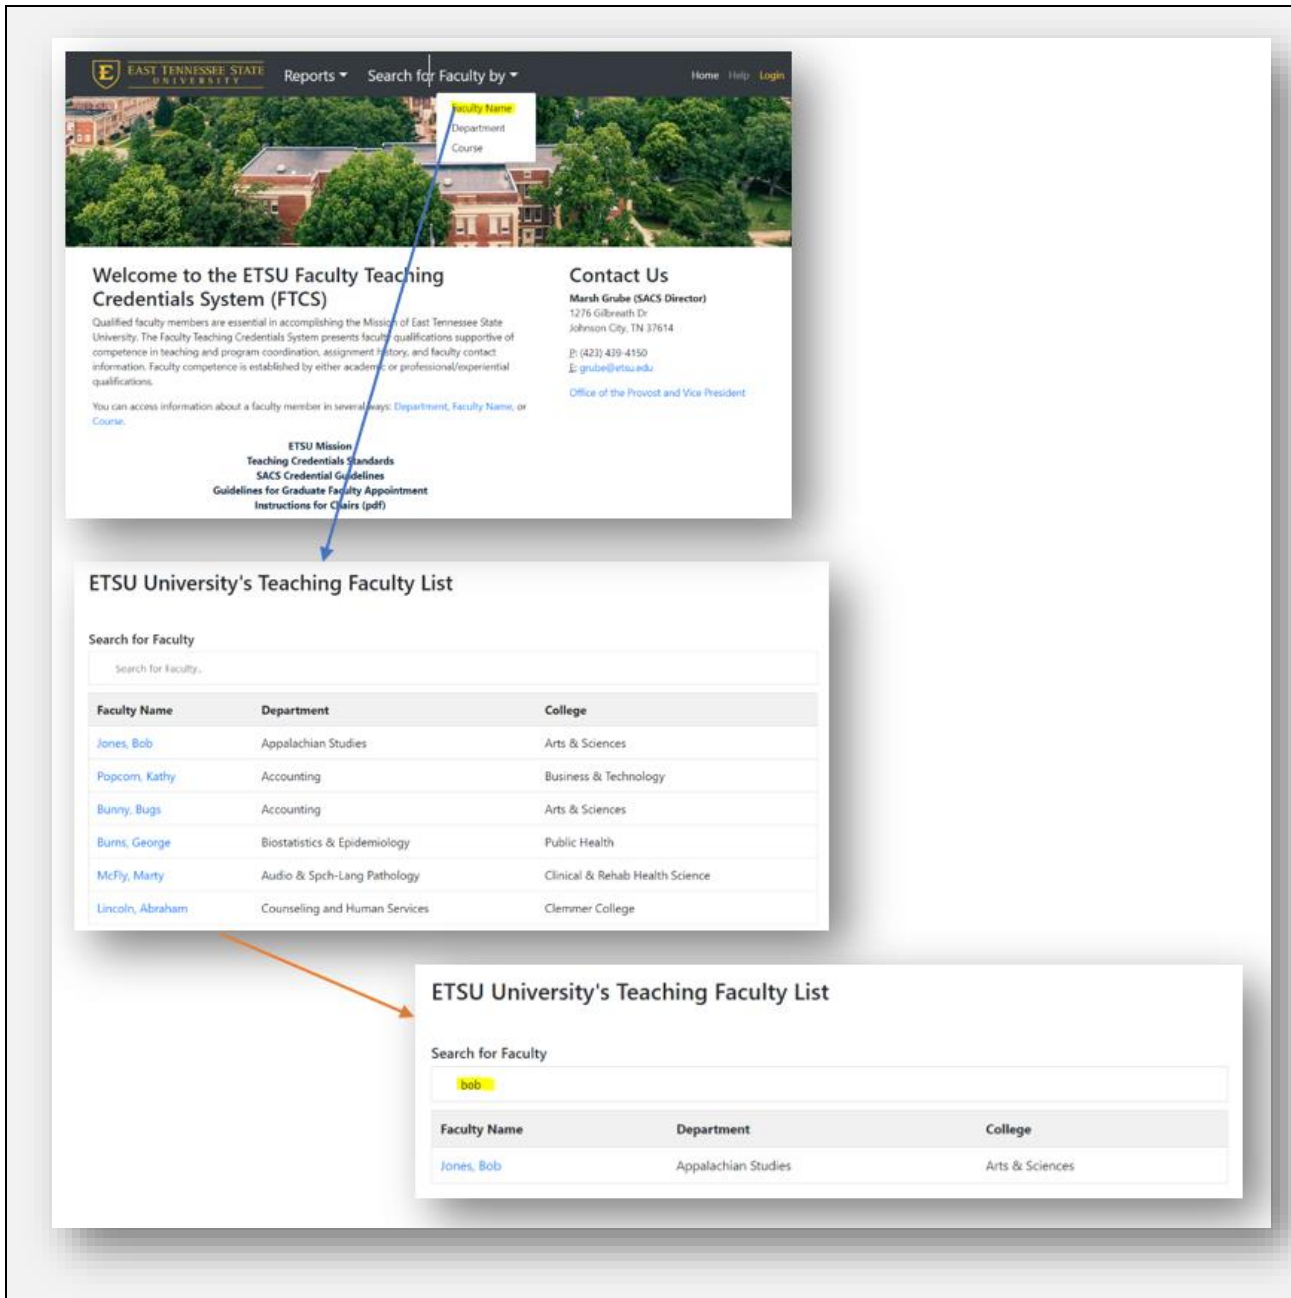 EAST TENNESSEE STATE
UNIVERSITY
Reports Search for Faculty by Home Help Login
Faculty Name
Department
Course
Welcome to the ETSU Faculty Teaching
Credentials System (FTCS)
Qualified faculty members are essential in accomplishing the Mission of East Tennessee State
University. The Faculty Teaching Credentials System presents faculty qualifications supportive of
competence in teaching and program coordination, assignment history, and faculty contact
information. Faculty competence is established by either academic or professional/experiential
qualifications.
You can access information about a faculty member in several ways: Department, Faculty Name, or
Course.
ETSU Mission
Teaching Credentials Standards
SACS Credential Guidelines
Guidelines for Graduate Faculty Appointment
Instructions for Chairs (pdf)
Contact Us
Marsh Grube (SACS Director)
1276 Gilbreath Dr
Johnson City, TN 37614
P: (423) 439-4150
E: grube@etsu.edu
Office of the Provost and Vice President
ETSU University's Teaching Faculty List
Search for Faculty
Search for Faculty..
Faculty Name Department College
Jones, Bob Appalachian Studies Arts & Sciences
Popcorn, Kathy Accounting Business & Technology
Bunny, Bugs Accounting Arts & Sciences
Burns, George Biostatistics & Epidemiology Public Health
McFly, Marty Audio & Spch-Lang Pathology Clinical & Rehab Health Science
Lincoln, Abraham Counseling and Human Services Clemmer College
ETSU University's Teaching Faculty List
Search for Faculty
bob
Faculty Name Department College
Jones, Bob Appalachian Studies Arts & Sciences